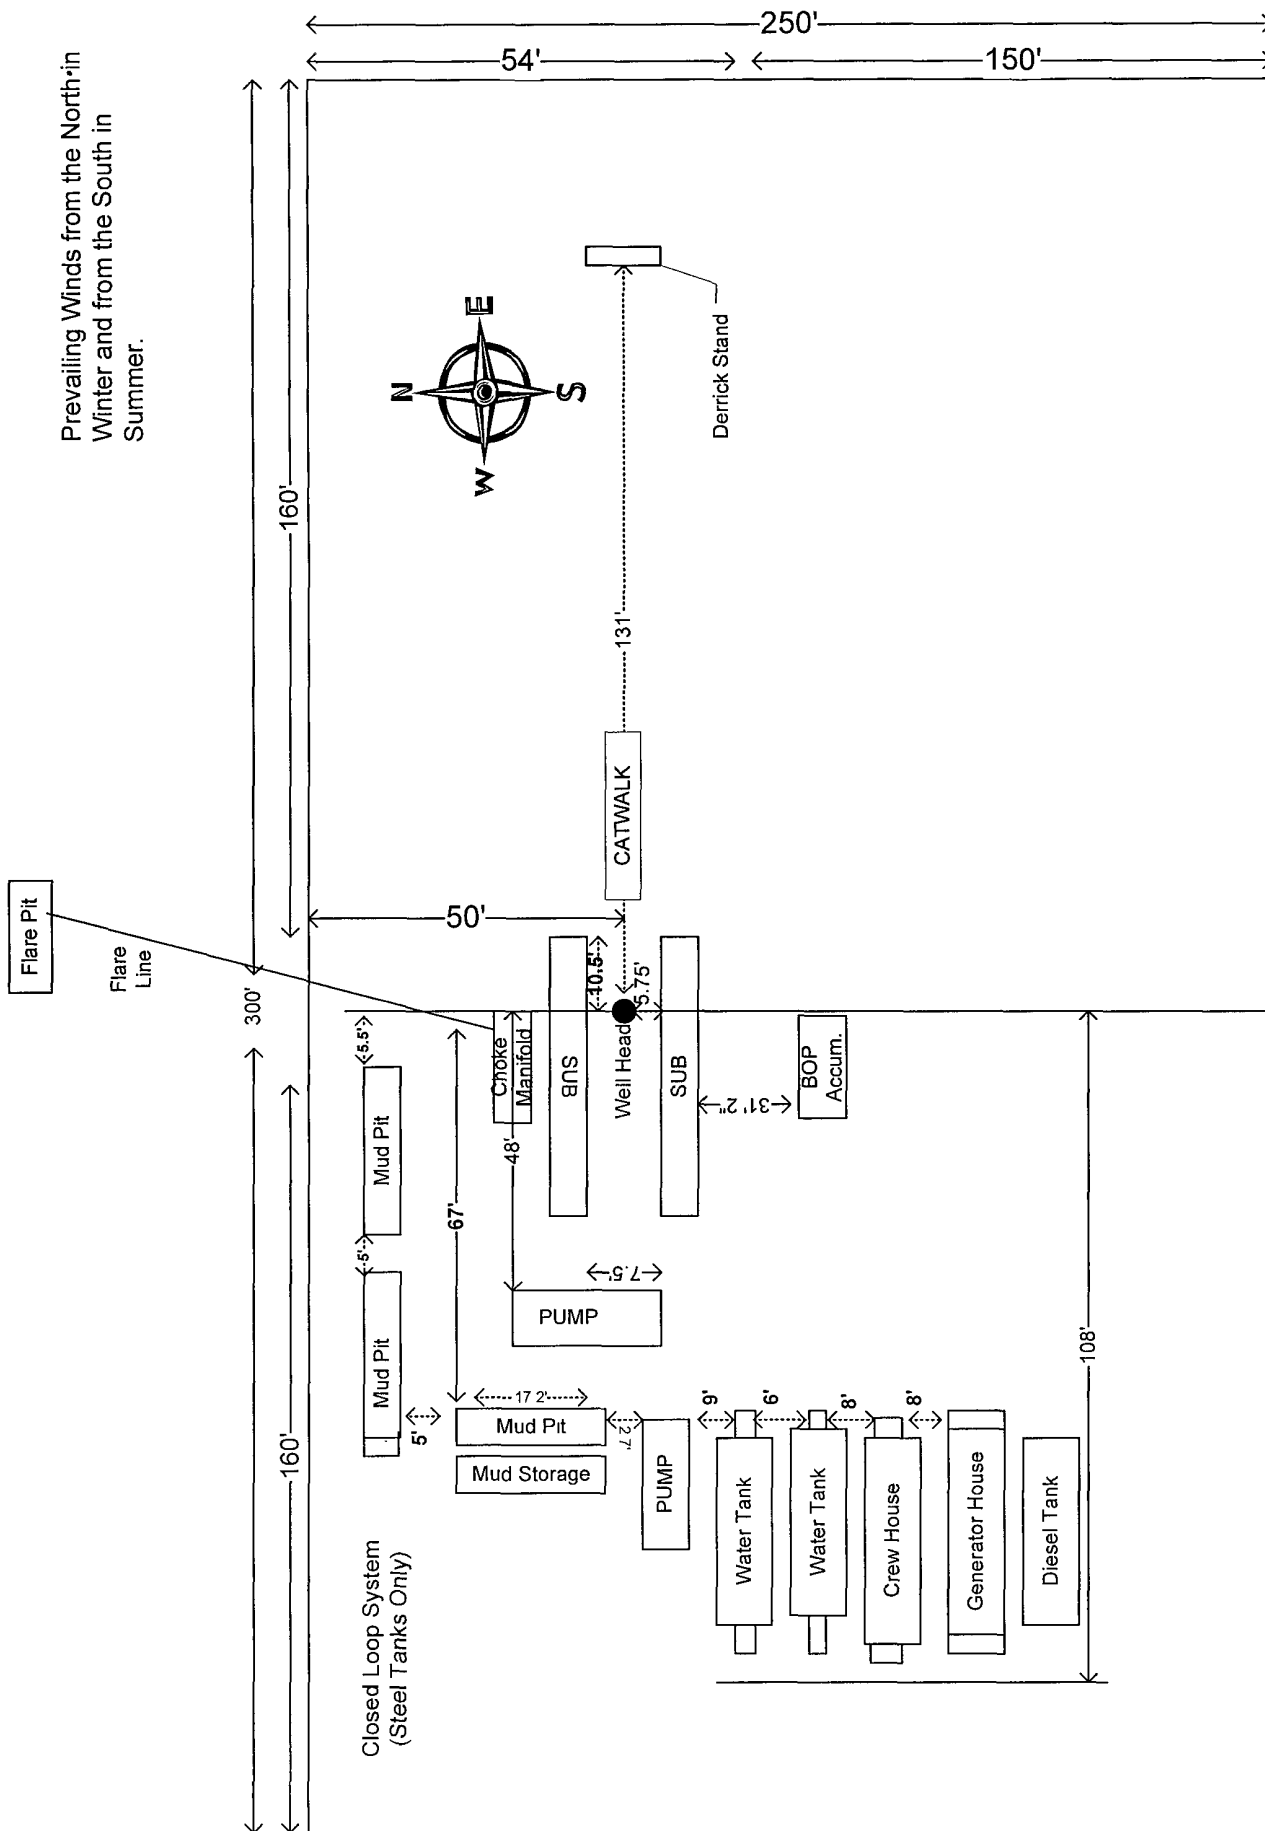 250'
54'
150'
Prevailing Winds from the North in
Winter and from the South in
Summer.
160'
N
E
S
W
Derrick Stand
131'
CATWALK
Flare Pit
Flare
Line
50'
300'
10.5'
5.75'
5.5'
Choke
Manifold
SUB
Well Head
SUB
BOP
Accum.
31' 2"
Mud Pit
48'
67'
5'
7.5'
Mud Pit
PUMP
108'
160'
5'
17 2'
Mud Pit
2.7'
9'
6'
8'
8'
Mud Storage
PUMP
Water Tank
Water Tank
Crew House
Generator House
Diesel Tank
Closed Loop System
(Steel Tanks Only)